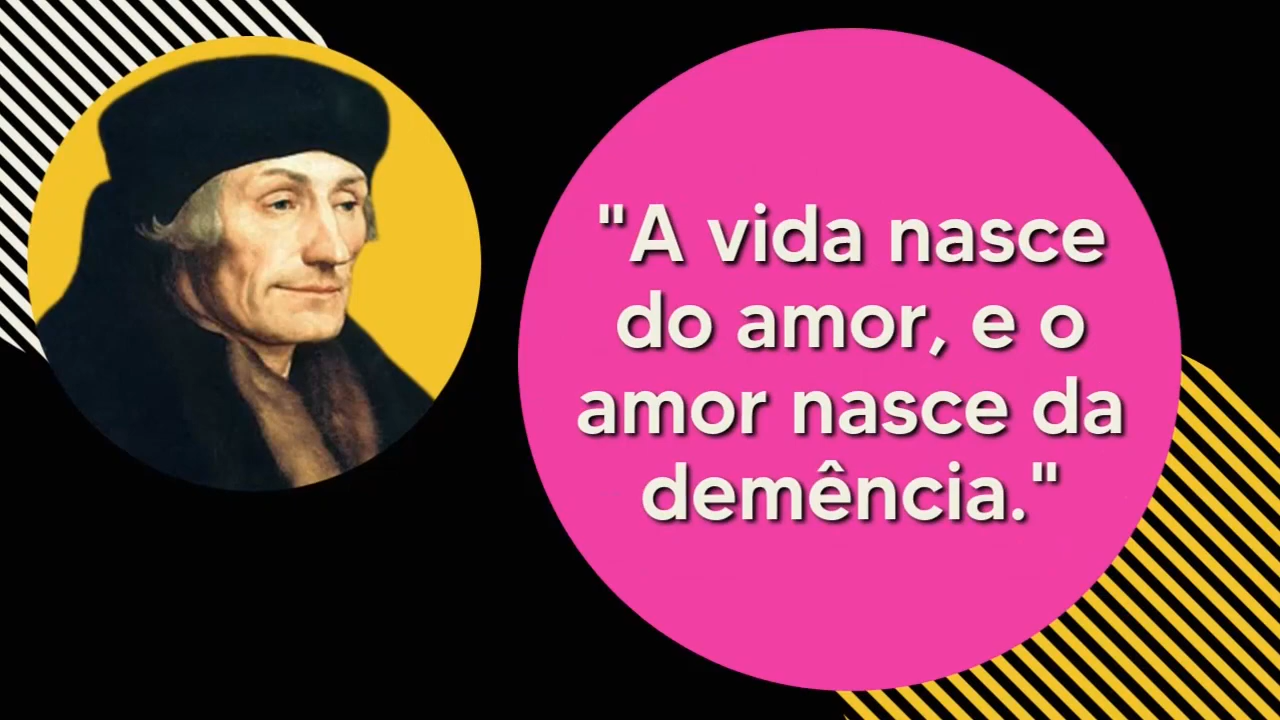 "A vida nasce
do amor, e o
amor nasce da
demência."